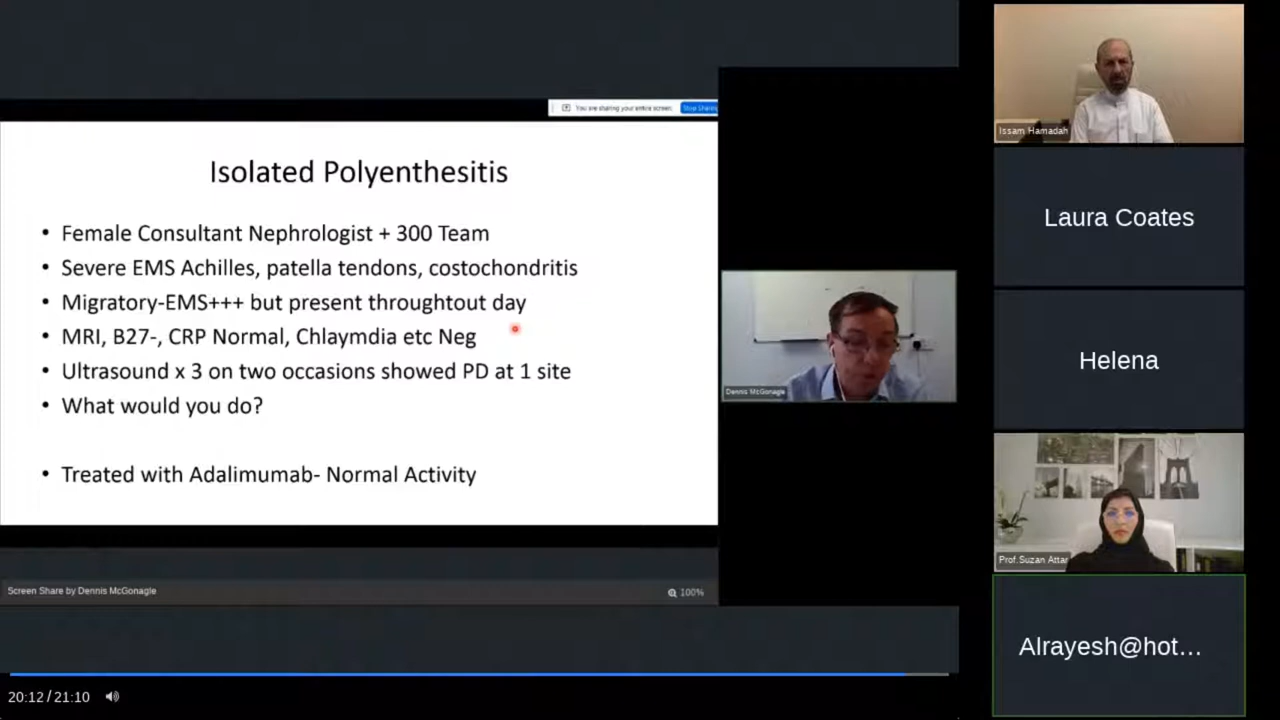 You are sharing your entire screen
Stop Sharing
Isolated Polyenthesitis
• Female Consultant Nephrologist + 300 Team
• Severe EMS Achilles, patella tendons, costochondritis
• Migratory-EMS+++ but present throughtout day
• MRI, B27-, CRP Normal, Chlaymdia etc Neg
• Ultrasound x 3 on two occasions showed PD at 1 site
• What would you do?
• Treated with Adalimumab- Normal Activity
Screen Share by Dennis McGonagle
100%
20:12 / 21:10
Dennis McGonagle
Issam Hamadah
Laura Coates
Helena
Prof.Suzan Attar
Alrayesh@hot...